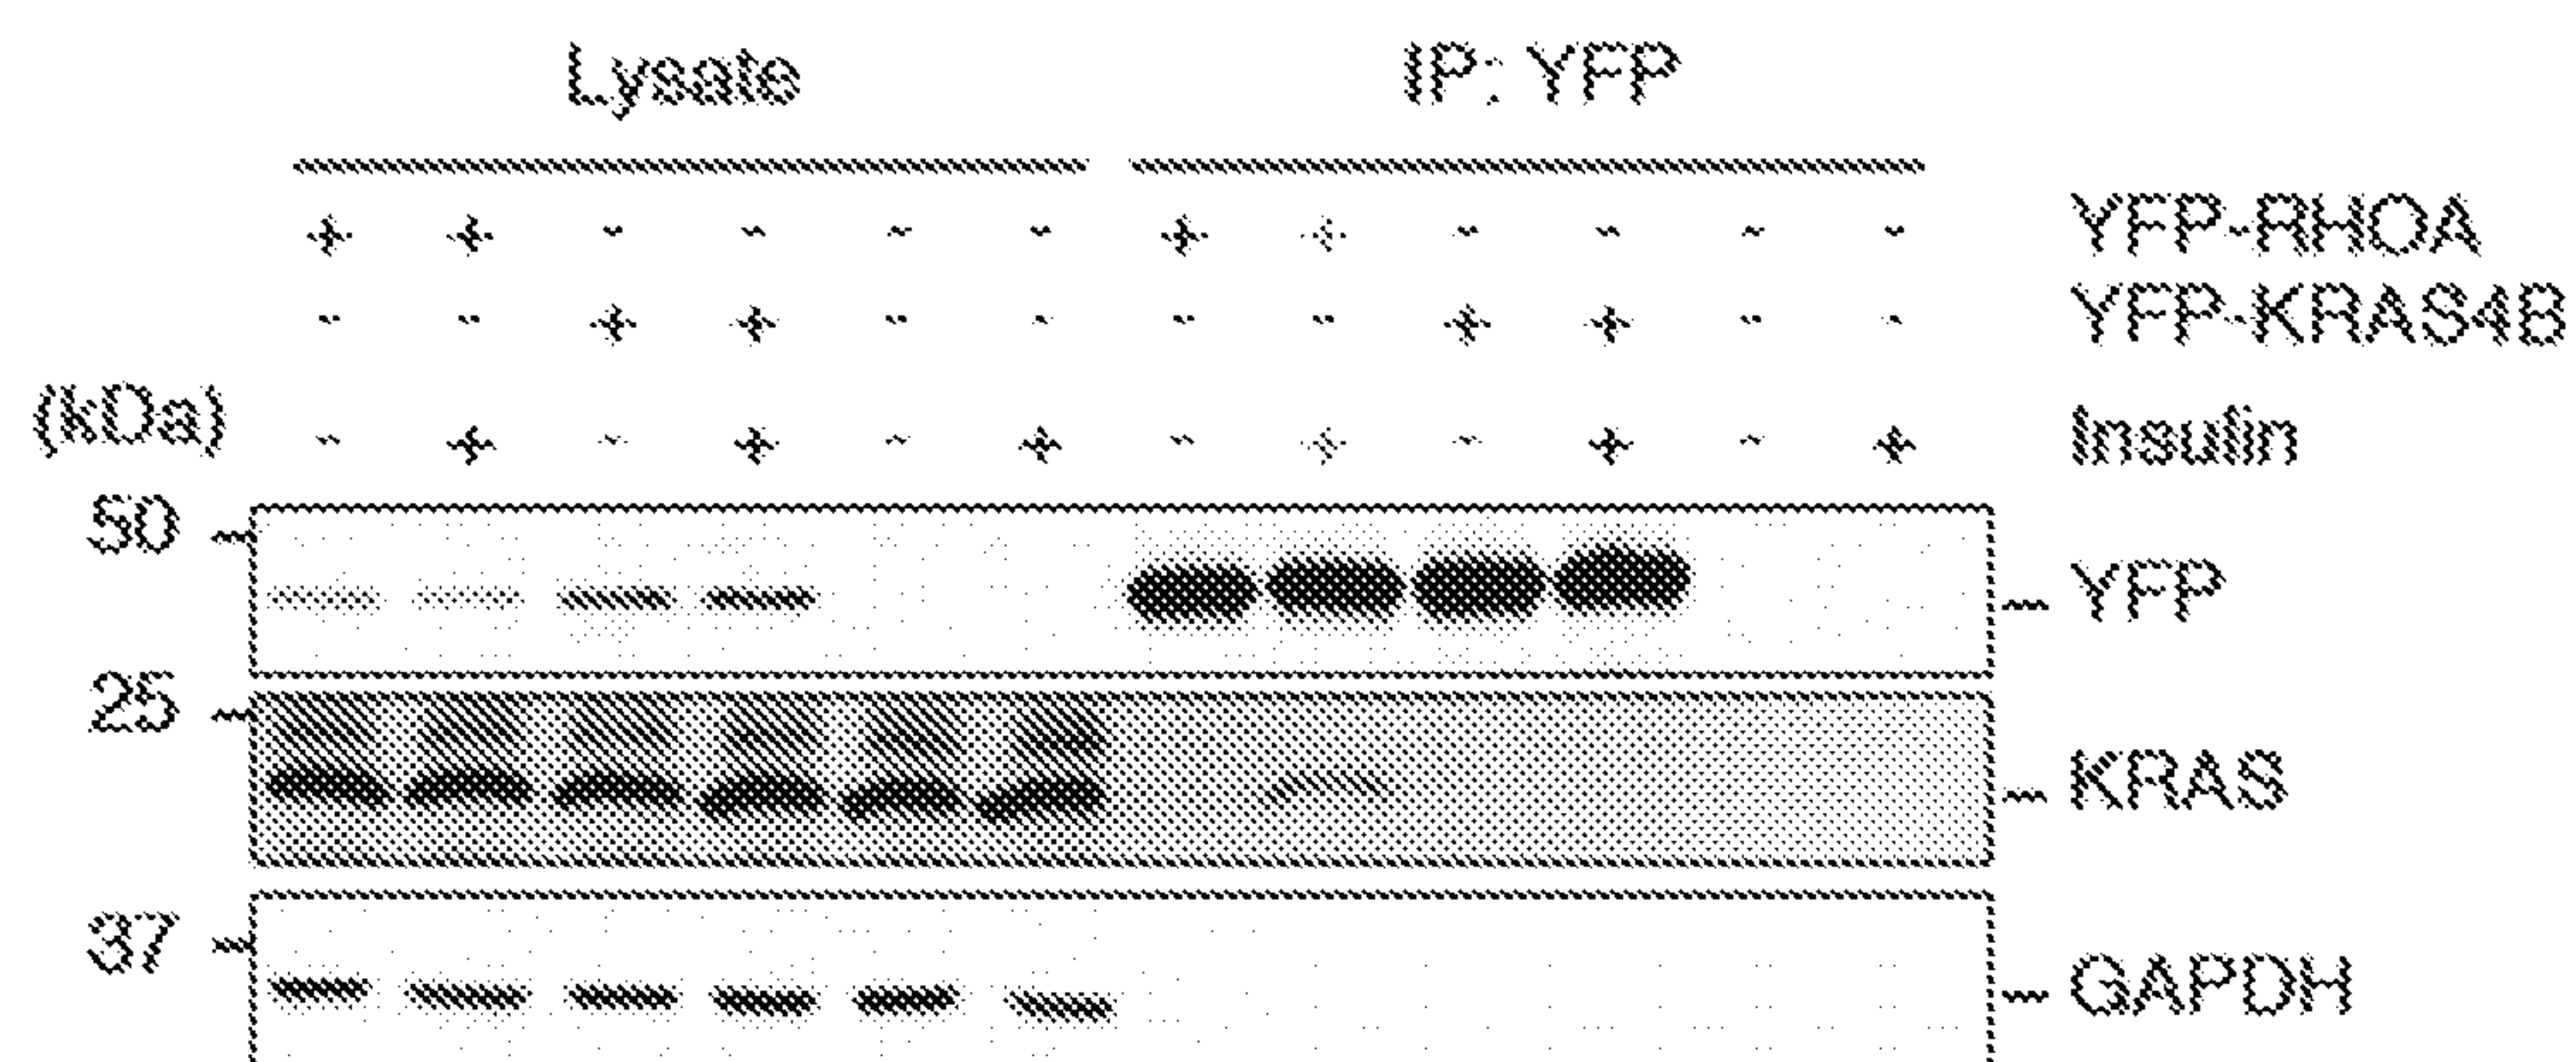 Lysate IP: YFP
+ + - - - - + + - - - - YFP-RHOA
- - + + - - - - + + - - YFP-KRAS4B
(kDa) - + - + - + - + - + - + Insulin
50 YFP
25 KRAS
37 GAPDH